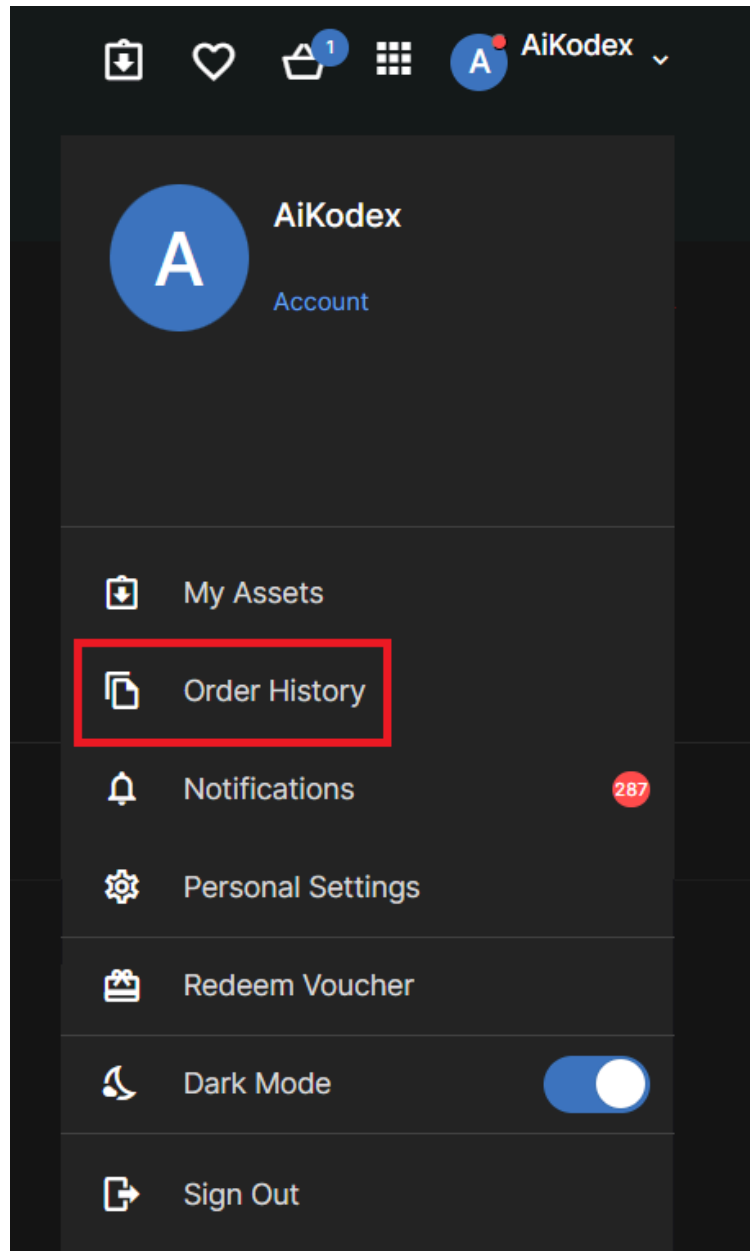 1
A
AiKodex
A
AiKodex
Account
My Assets
Order History
Notifications
287
Personal Settings
Redeem Voucher
Dark Mode
Sign Out